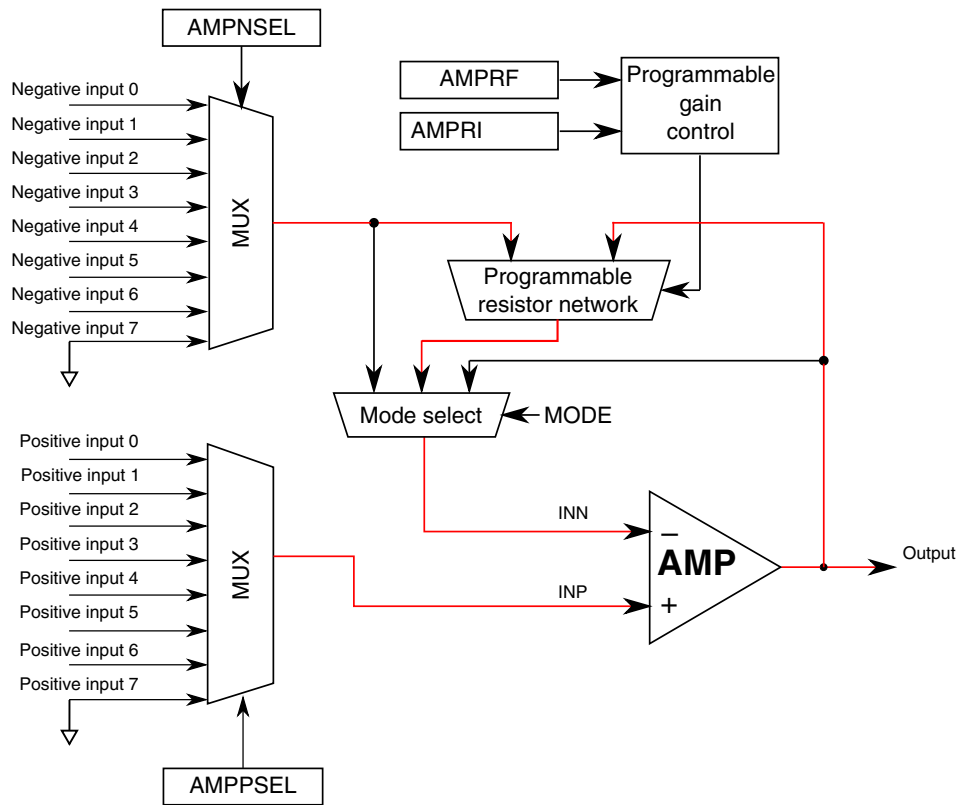 AMPNSEL
Negative input 0
Negative input 1
Negative input 2
Negative input 3
Negative input 4
Negative input 5
Negative input 6
Negative input 7
MUX
AMPRF
AMPRI
Programmable
gain
control
Programmable
resistor network
Mode select
MODE
Positive input 0
Positive input 1
Positive input 2
Positive input 3
Positive input 4
Positive input 5
Positive input 6
Positive input 7
MUX
INN
INP
−
AMP
+
Output
AMPPSEL